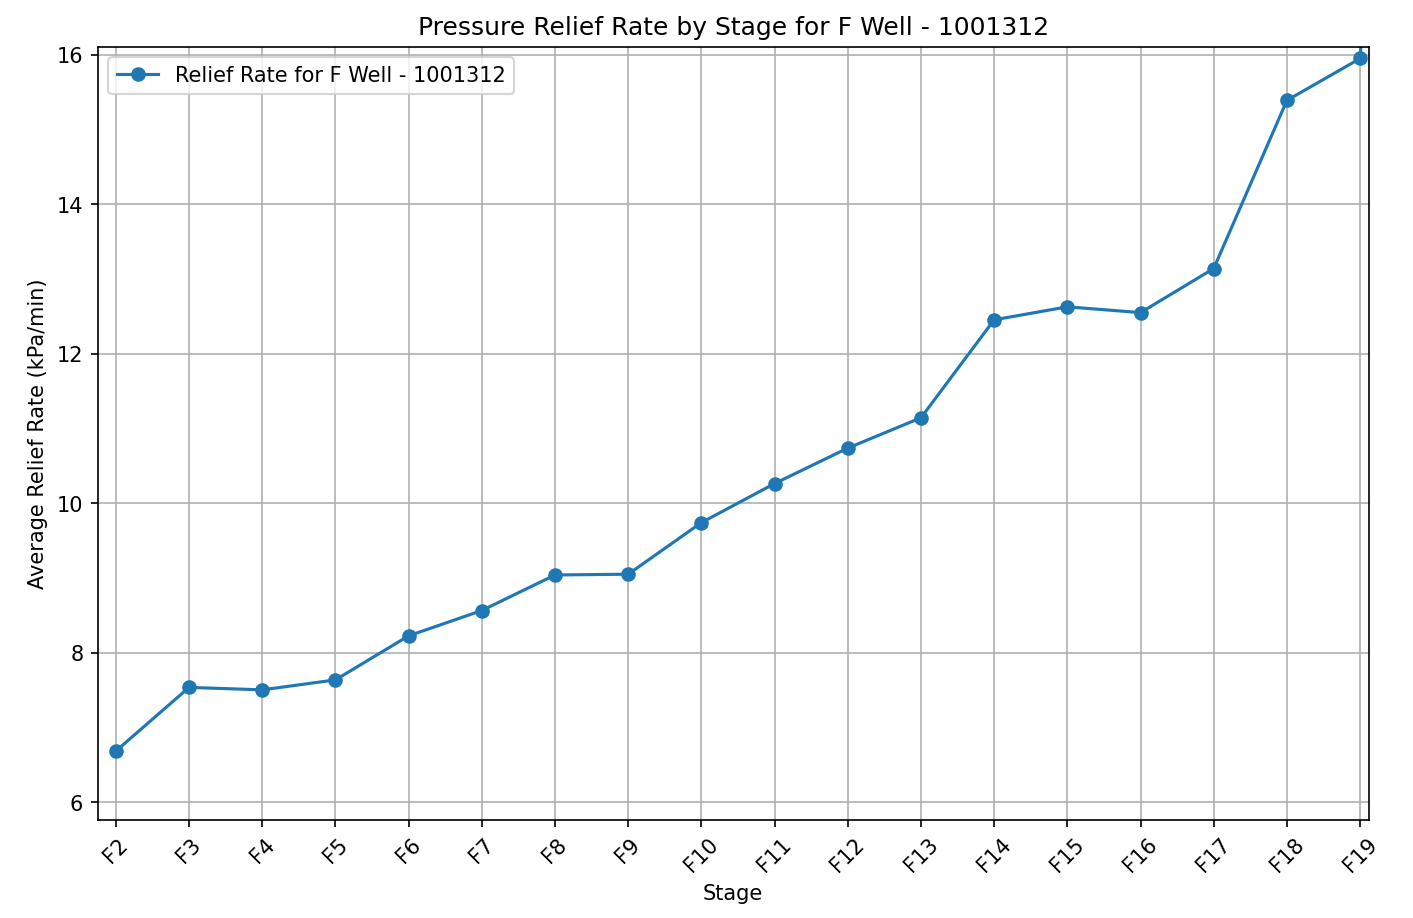 Pressure Relief Rate by Stage for F Well - 1001312
Relief Rate for F Well - 1001312
Average Relief Rate (kPa/min)
16
14
12
10
8
6
F2 F3 F4 F5 F6 F7 F8 F9 F10 F11 F12 F13 F14 F15 F16 F17 F18 F19
Stage